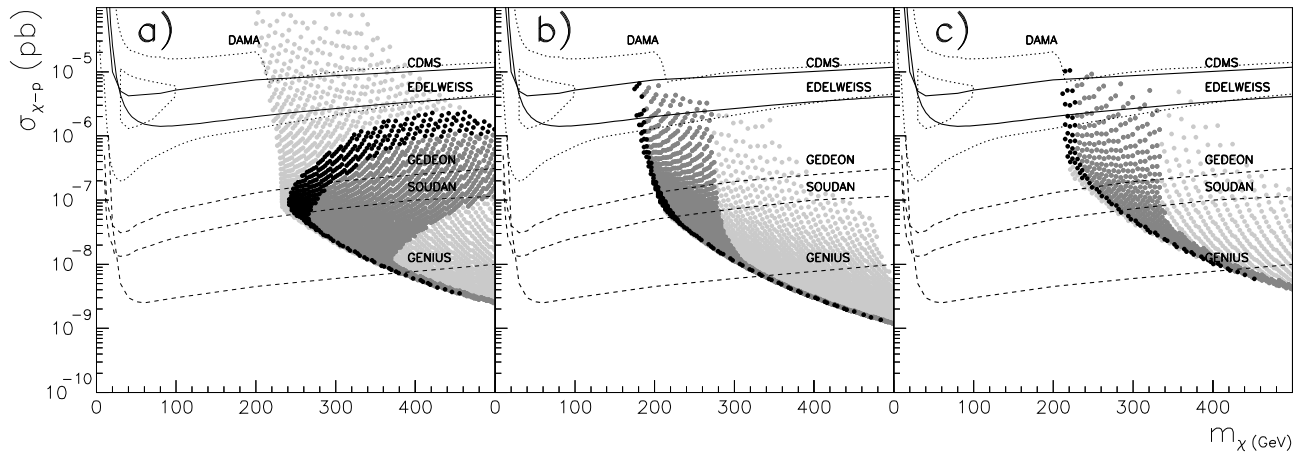 a) b) c)
σχ-p (pb)
DAMA DAMA DAMA
CDMS CDMS CDMS
10^-5
EDELWEISS EDELWEISS EDELWEISS
10^-6
GEDEON GEDEON GEDEON
SOUDAN SOUDAN SOUDAN
10^-7
10^-8
GENIUS GENIUS GENIUS
10^-9
10^-10
0 100 200 300 400 0 100 200 300 400 0 100 200 300 400
mχ (GeV)